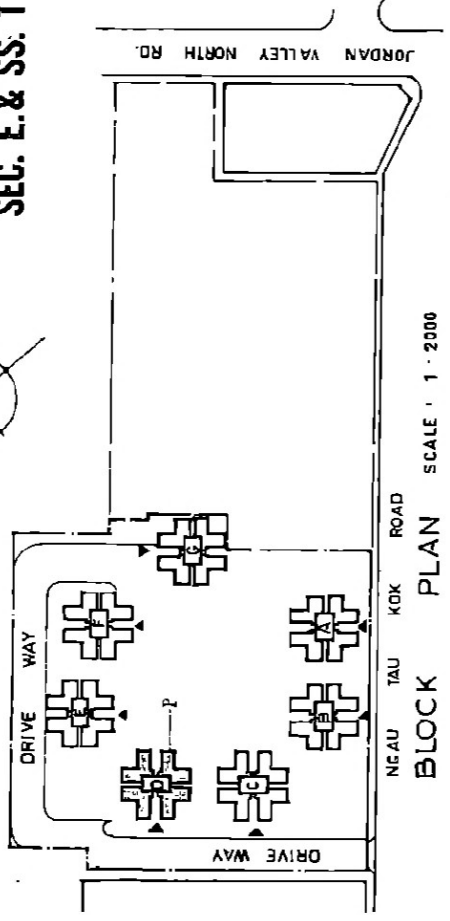 SEC. E. & SS. 1
JORDAN VALLEY NORTH RD.
DRIVE WAY
G
F
E
P
D
C
A
B
DRIVE WAY
NGAU TAU KOK ROAD
BLOCK PLAN SCALE : 1 : 2000